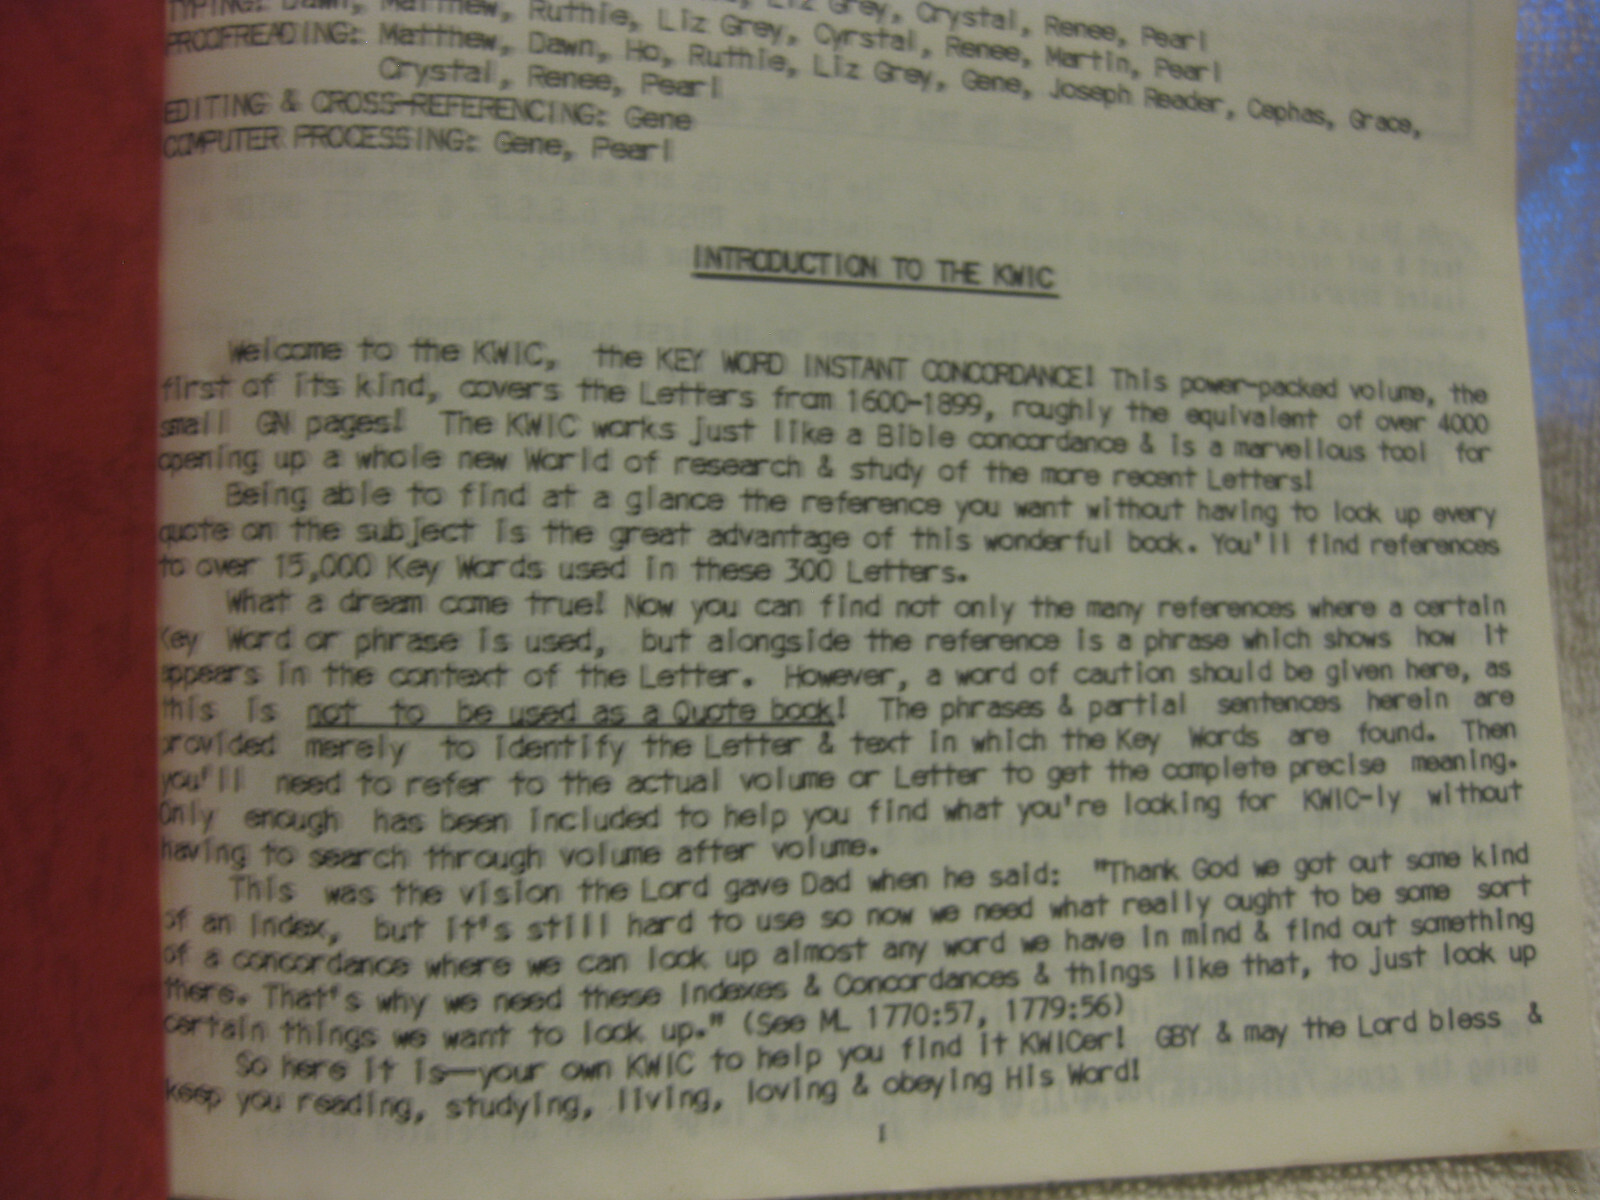 TYPING: Dawn, Matthew, Ruthie, Liz Grey, Crystal, Renee, Pearl
PROOFREADING: Matthew, Dawn, Ho, Ruthie, Liz Grey, Cyrstal, Renee, Martin, Pearl
Crystal, Renee, Pearl Gene, Joseph Reader, Cephas, Grace,
EDITING & CROSS-REFERENCING: Gene
COMPUTER PROCESSING: Gene, Pearl
INTRODUCTION TO THE KWIC
Welcome to the KWIC, the KEY WORD INSTANT CONCORDANCE! This power-packed volume, the
first of its kind, covers the Letters from 1600-1899, roughly the equivalent of over 4000
small GN pages! The KWIC works just like a Bible concordance & is a marvellous tool for
opening up a whole new World of research & study of the more recent Letters!
Being able to find at a glance the reference you want without having to look up every
quote on the subject is the great advantage of this wonderful book. You'll find references
to over 15,000 Key Words used in these 300 Letters.
What a dream come true! Now you can find not only the many references where a certain
Key Word or phrase is used, but alongside the reference is a phrase which shows how it
appears in the context of the Letter. However, a word of caution should be given here, as
this is not to be used as a Quote book! The phrases & partial sentences herein are
provided merely to identify the Letter & text in which the Key Words are found. Then
you'll need to refer to the actual volume or Letter to get the complete precise meaning.
Only enough has been included to help you find what you're looking for KWIC-ly without
having to search through volume after volume.
This was the vision the Lord gave Dad when he said: "Thank God we got out some kind
of an index, but it's still hard to use so now we need what really ought to be some sort
of a concordance where we can look up almost any word we have in mind & find out something
there. That's why we need these Indexes & Concordances & things like that, to just look up
certain things we want to look up." (See ML 1770:57, 1779:56)
So here it is—your own KWIC to help you find it KWICer! GBY & may the Lord bless &
keep you reading, studying, living, loving & obeying His Word!
1